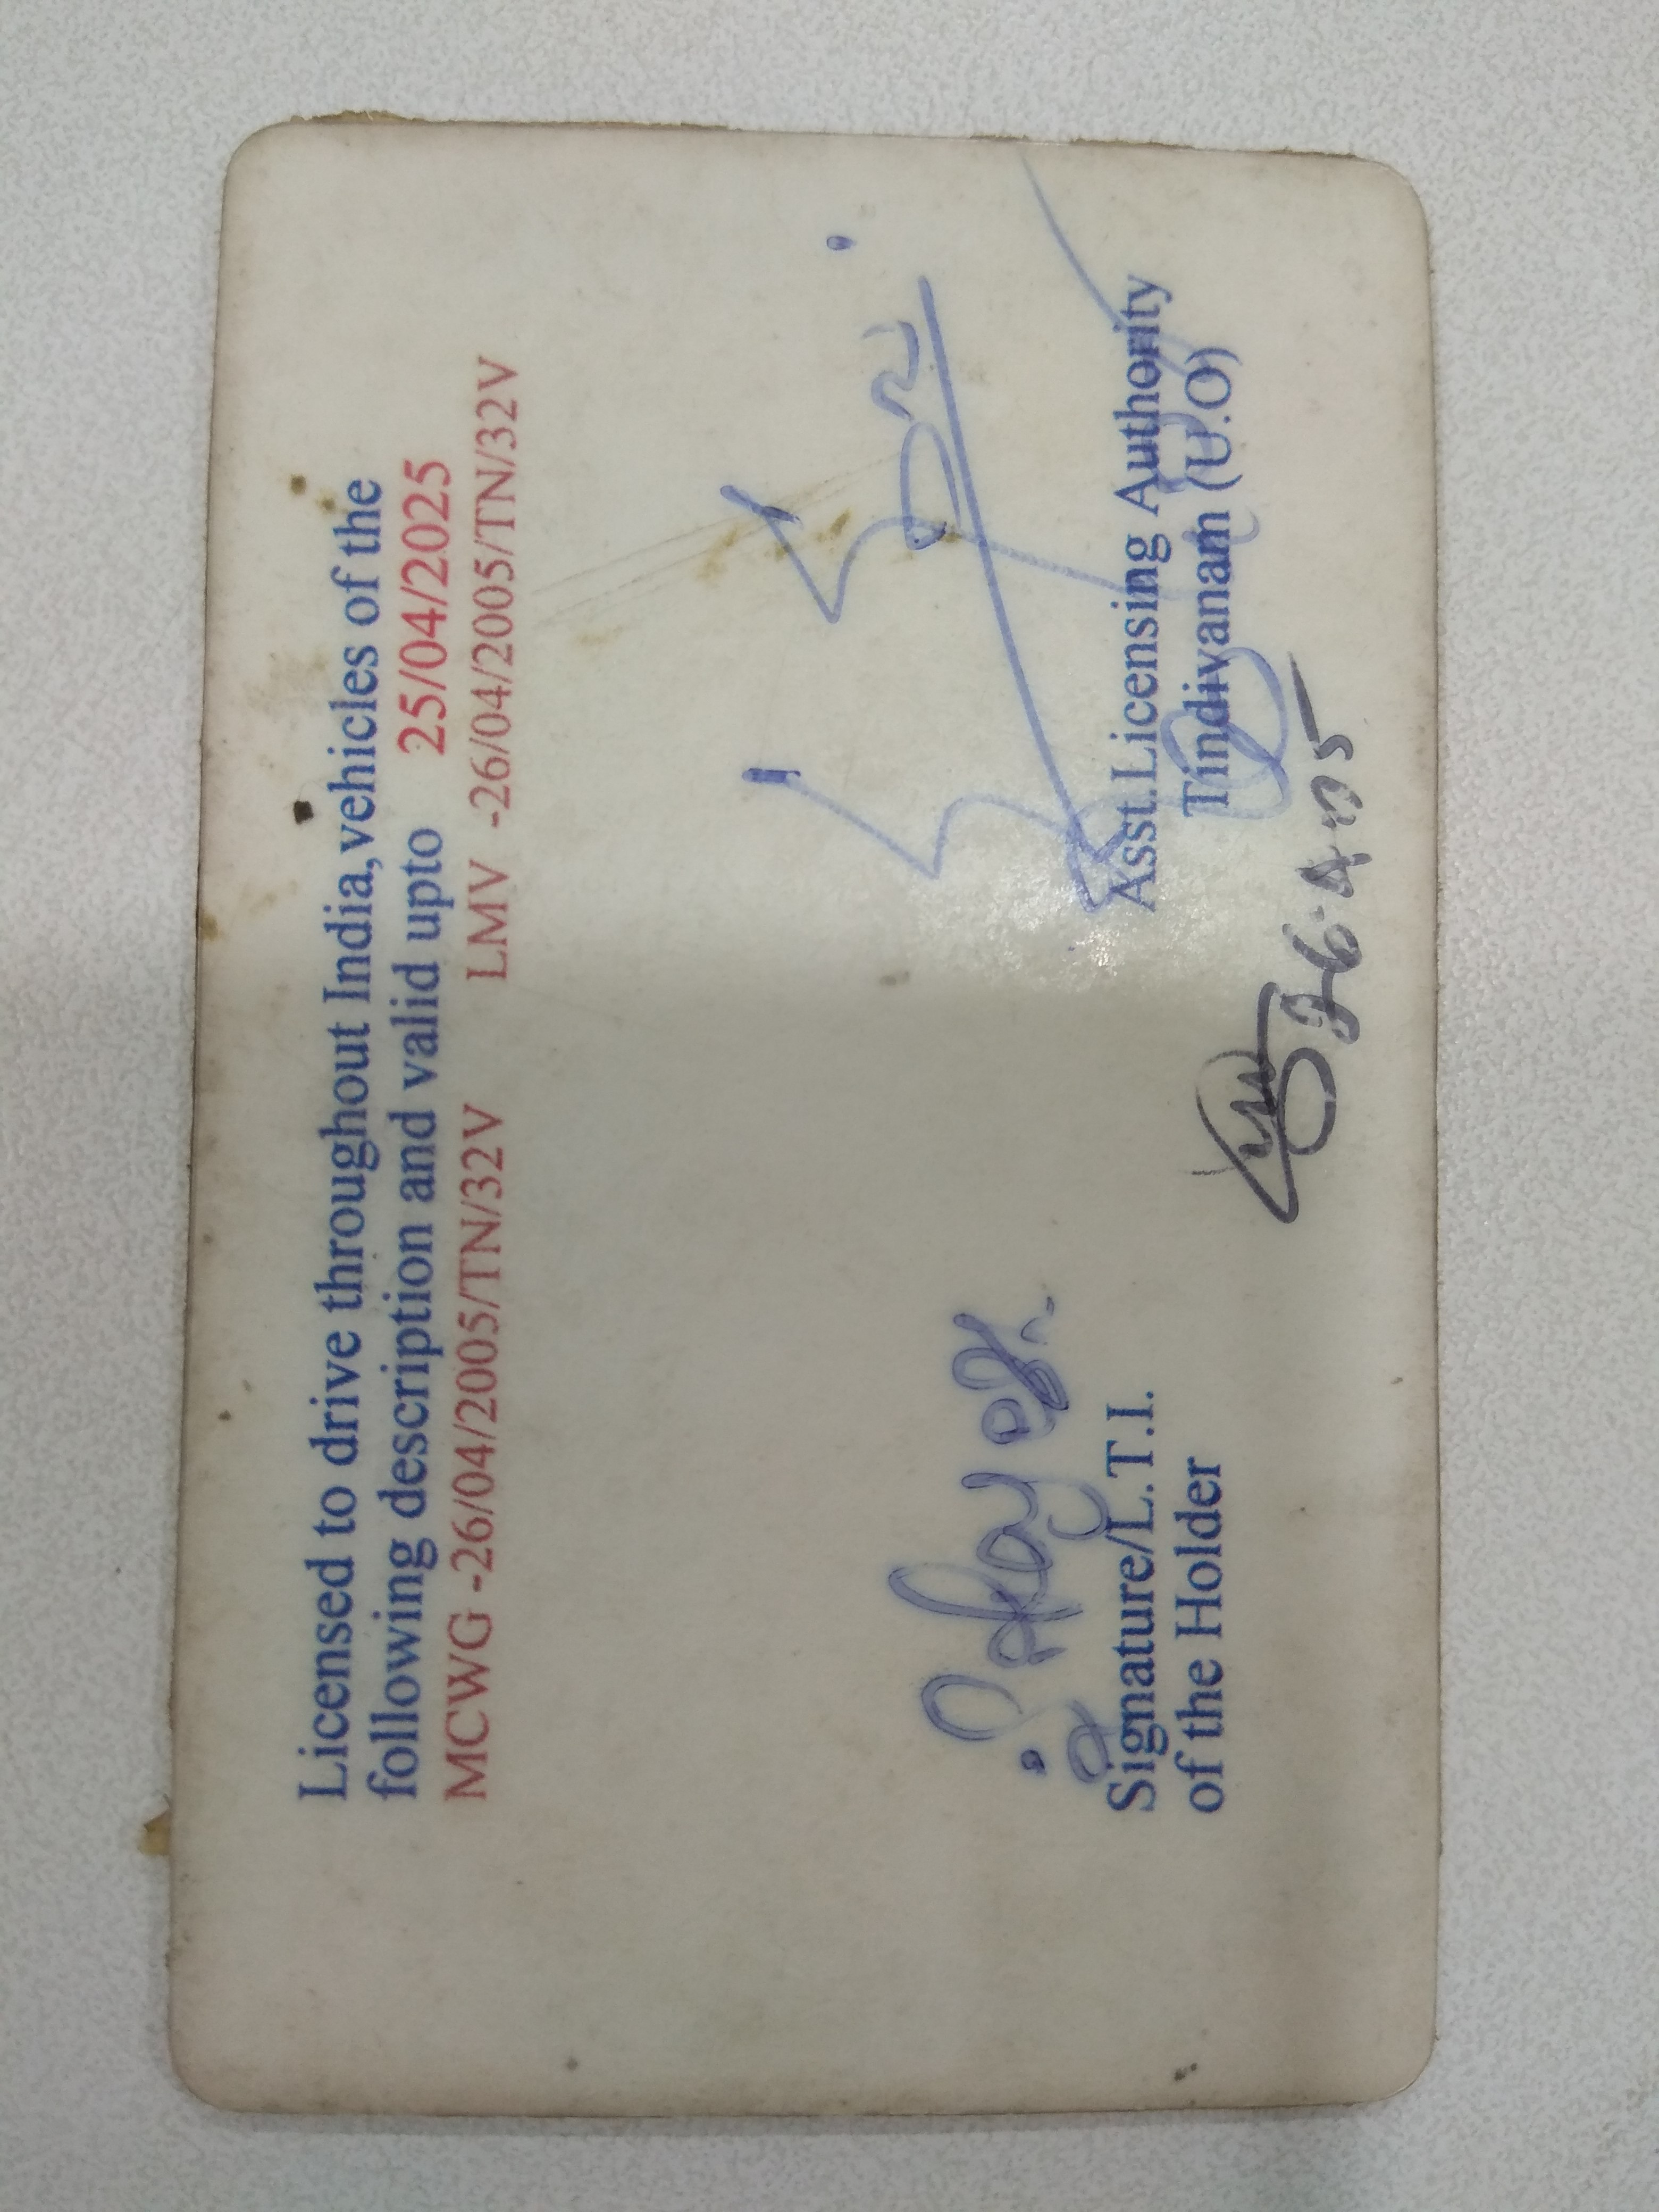 Licensed to drive throughout India,vehicles of the
following description and valid upto 25/04/2025
MCWG -26/04/2005/TN/32V LMV -26/04/2005/TN/32V
Signature/L.T.I.
of the Holder
Asst.Licensing Authority
Tindivanam (U.O)
26.4.05